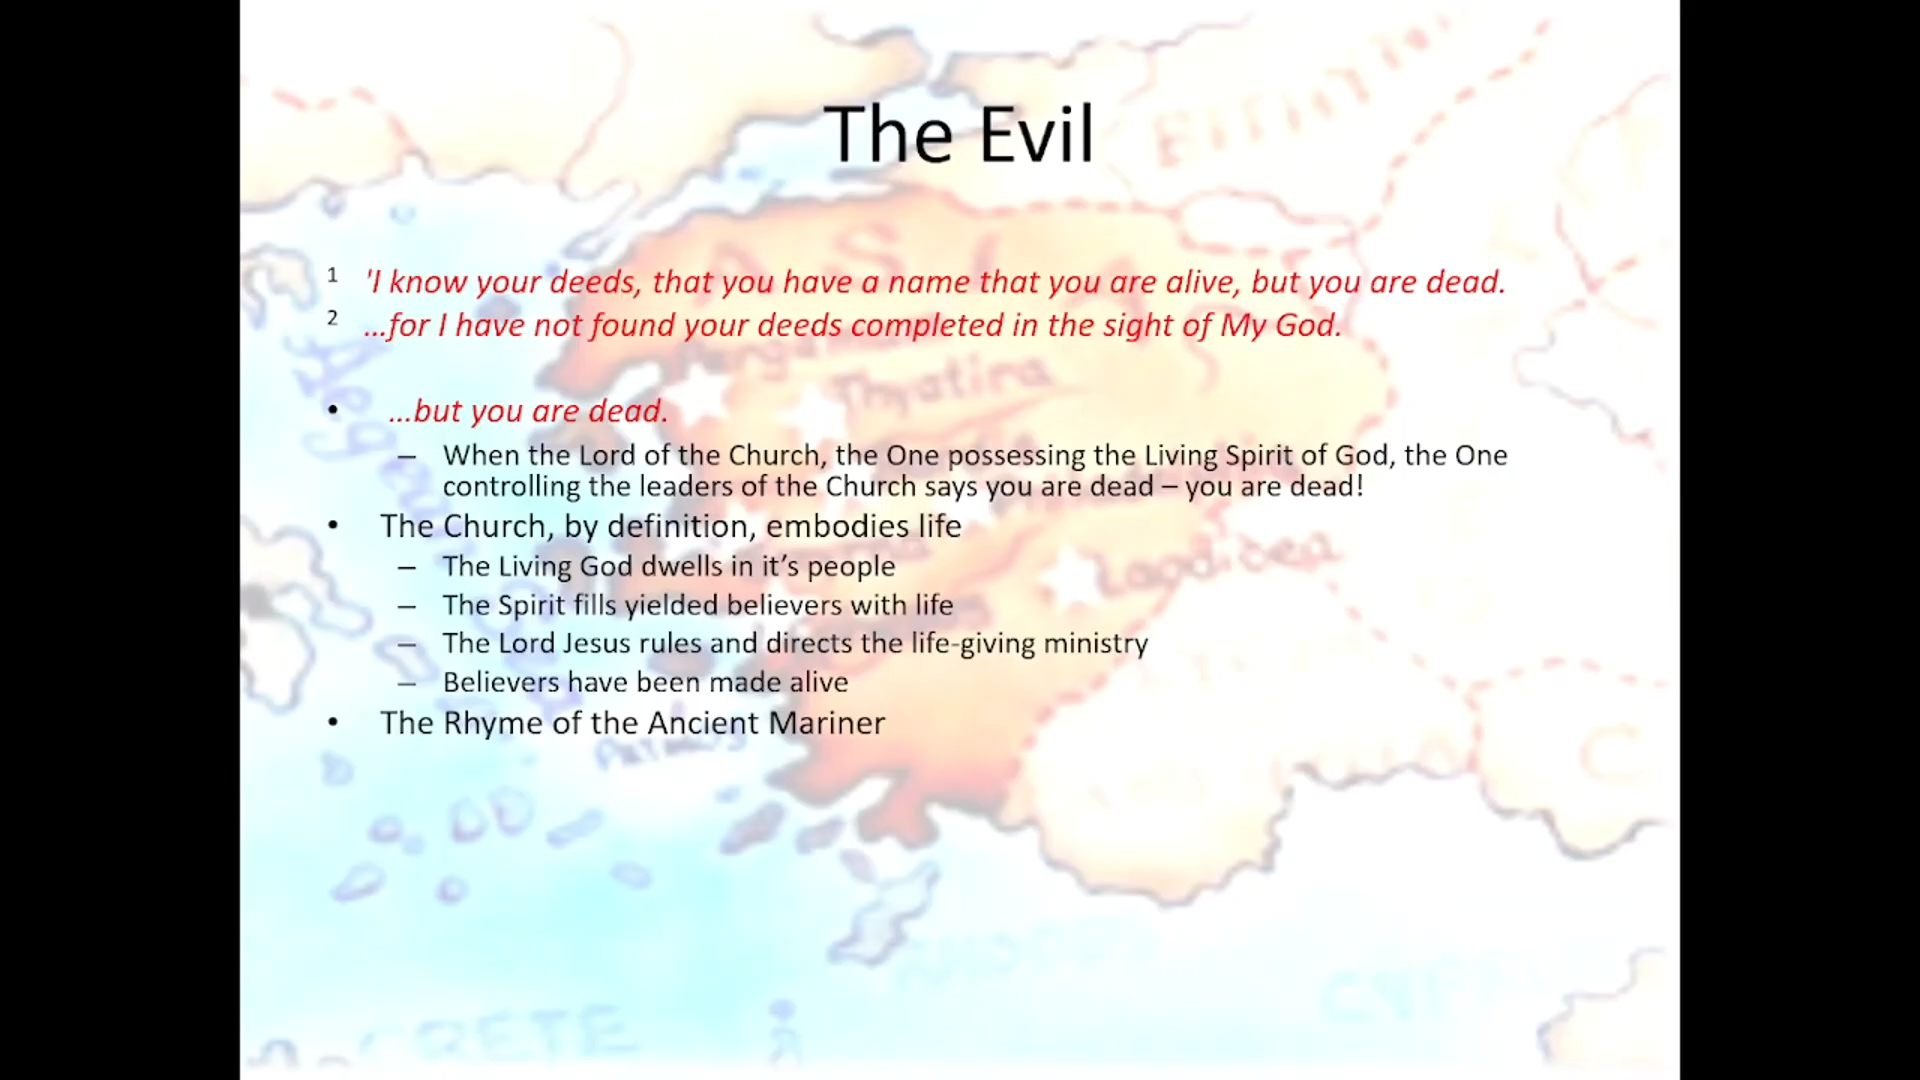 The Evil
1 'I know your deeds, that you have a name that you are alive, but you are dead.
2 ...for I have not found your deeds completed in the sight of My God.
• ...but you are dead.
– When the Lord of the Church, the One possessing the Living Spirit of God, the One
controlling the leaders of the Church says you are dead – you are dead!
• The Church, by definition, embodies life
– The Living God dwells in it's people
– The Spirit fills yielded believers with life
– The Lord Jesus rules and directs the life-giving ministry
– Believers have been made alive
• The Rhyme of the Ancient Mariner
ASIA
Thyatira
Laodicea
Patmos
CRETE